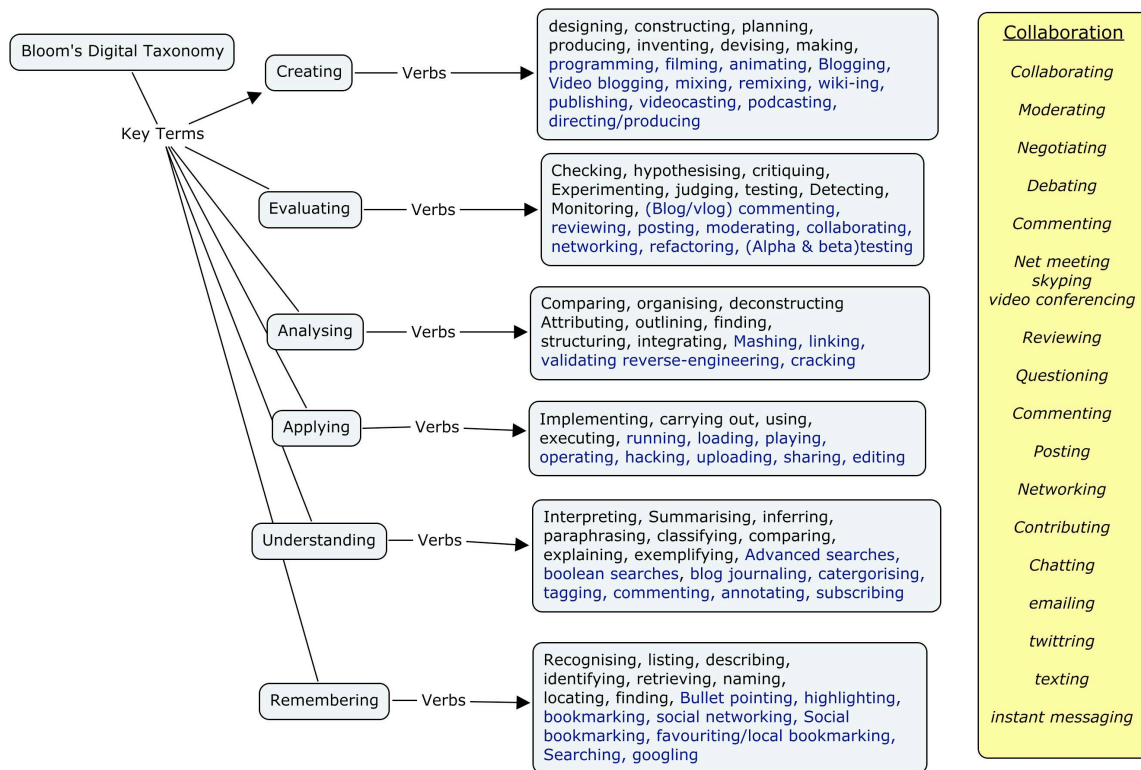 Bloom's Digital Taxonomy
Key Terms
Creating
Verbs
designing, constructing, planning,
producing, inventing, devising, making,
programming, filming, animating, Blogging,
Video blogging, mixing, remixing, wiki-ing,
publishing, videocasting, podcasting,
directing/producing
Evaluating
Verbs
Checking, hypothesising, critiquing,
Experimenting, judging, testing, Detecting,
Monitoring, (Blog/vlog) commenting,
reviewing, posting, moderating, collaborating,
networking, refactoring, (Alpha & beta)testing
Analysing
Verbs
Comparing, organising, deconstructing
Attributing, outlining, finding,
structuring, integrating, Mashing, linking,
validating reverse-engineering, cracking
Applying
Verbs
Implementing, carrying out, using,
executing, running, loading, playing,
operating, hacking, uploading, sharing, editing
Understanding
Verbs
Interpreting, Summarising, inferring,
paraphrasing, classifying, comparing,
explaining, exemplifying, Advanced searches,
boolean searches, blog journaling, catergorising,
tagging, commenting, annotating, subscribing
Remembering
Verbs
Recognising, listing, describing,
identifying, retrieving, naming,
locating, finding, Bullet pointing, highlighting,
bookmarking, social networking, Social
bookmarking, favouriting/local bookmarking,
Searching, googling
Collaboration
Collaborating
Moderating
Negotiating
Debating
Commenting
Net meeting
skyping
video conferencing
Reviewing
Questioning
Commenting
Posting
Networking
Contributing
Chatting
emailing
twittring
texting
instant messaging